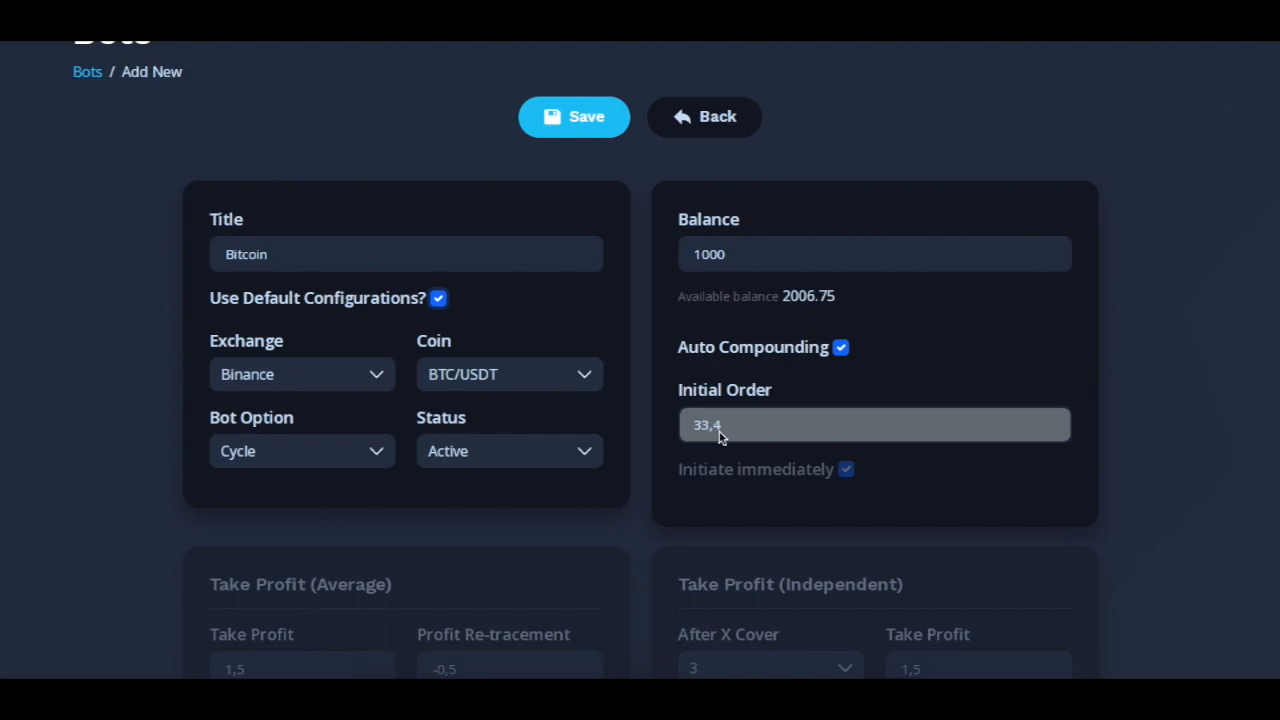 Bots
Bots / Add New
Save
Back
Title
Bitcoin
Use Default Configurations?
Exchange
Coin
Binance
BTC/USDT
Bot Option
Status
Cycle
Active
Balance
1000
Available balance 2006.75
Auto Compounding
Initial Order
33,4
Initiate immediately
Take Profit (Average)
Take Profit
Profit Re-tracement
1,5
-0,5
Take Profit (Independent)
After X Cover
Take Profit
3
1,5